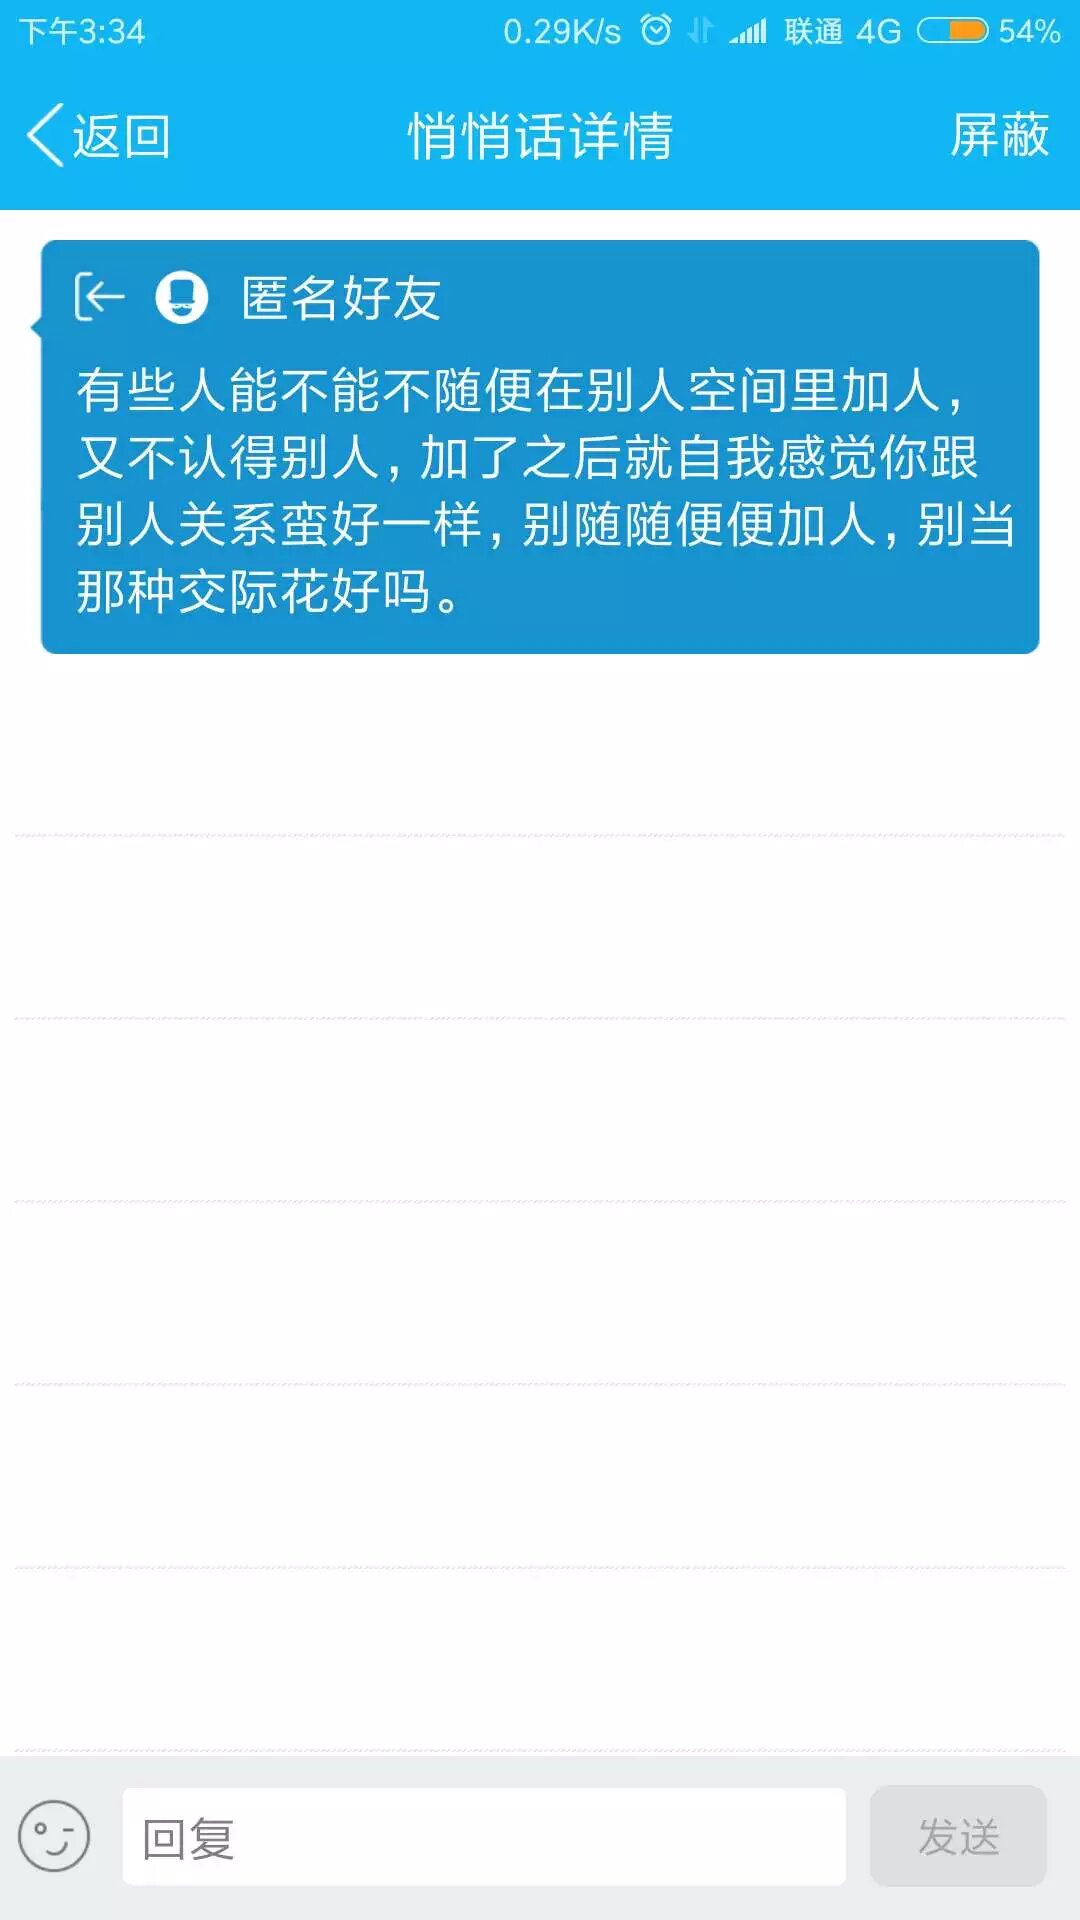 下午3:34 0.29K/s 联通 4G 54%
返回 悄悄话详情 屏蔽
匿名好友
有些人能不能不随便在别人空间里加人，
又不认得别人，加了之后就自我感觉你跟
别人关系蛮好一样，别随随便便加人，别当
那种交际花好吗。
回复 发送